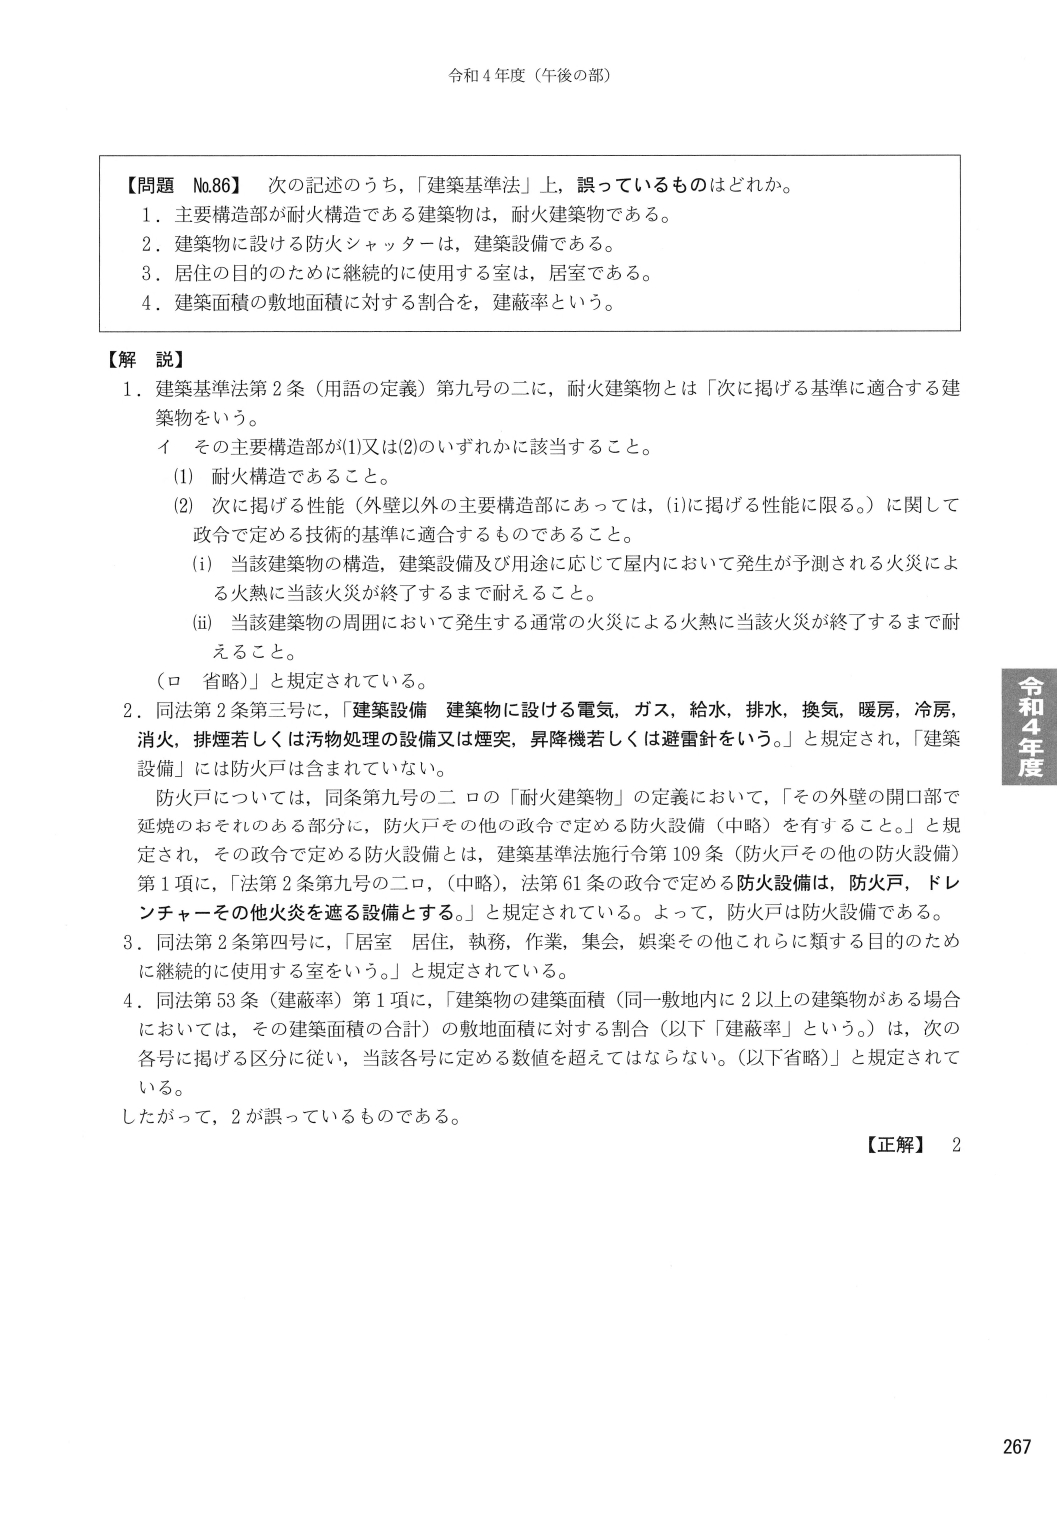 令和4年度（午後の部）
【問題　No.86】　次の記述のうち，「建築基準法」上，誤っているものはどれか。
1．主要構造部が耐火構造である建築物は，耐火建築物である。
2．建築物に設ける防火シャッターは，建築設備である。
3．居住の目的のために継続的に使用する室は，居室である。
4．建築面積の敷地面積に対する割合を，建蔽率という。
【解　説】
1．建築基準法第2条（用語の定義）第九号の二に，耐火建築物とは「次に掲げる基準に適合する建
築物をいう。
イ　その主要構造部が(1)又は(2)のいずれかに該当すること。
(1)　耐火構造であること。
(2)　次に掲げる性能（外壁以外の主要構造部にあっては，(i)に掲げる性能に限る。）に関して
政令で定める技術的基準に適合するものであること。
(i)　当該建築物の構造，建築設備及び用途に応じて屋内において発生が予測される火災によ
る火熱に当該火災が終了するまで耐えること。
(ii)　当該建築物の周囲において発生する通常の火災による火熱に当該火災が終了するまで耐
えること。
（ロ　省略）」と規定されている。
2．同法第2条第三号に，「建築設備　建築物に設ける電気，ガス，給水，排水，換気，暖房，冷房，
消火，排煙若しくは汚物処理の設備又は煙突，昇降機若しくは避雷針をいう。」と規定され，「建築
設備」には防火戸は含まれていない。
防火戸については，同条第九号の二 ロの「耐火建築物」の定義において，「その外壁の開口部で
延焼のおそれのある部分に，防火戸その他の政令で定める防火設備（中略）を有すること。」と規
定され，その政令で定める防火設備とは，建築基準法施行令第109条（防火戸その他の防火設備）
第1項に，「法第2条第九号の二ロ，（中略），法第61条の政令で定める防火設備は，防火戸，ドレ
ンチャーその他火炎を遮る設備とする。」と規定されている。よって，防火戸は防火設備である。
3．同法第2条第四号に，「居室　居住，執務，作業，集会，娯楽その他これらに類する目的のため
に継続的に使用する室をいう。」と規定されている。
4．同法第53条（建蔽率）第1項に，「建築物の建築面積（同一敷地内に2以上の建築物がある場合
においては，その建築面積の合計）の敷地面積に対する割合（以下「建蔽率」という。）は，次の
各号に掲げる区分に従い，当該各号に定める数値を超えてはならない。（以下省略）」と規定されて
いる。
したがって，2が誤っているものである。
【正解】　2
令和4年度
267